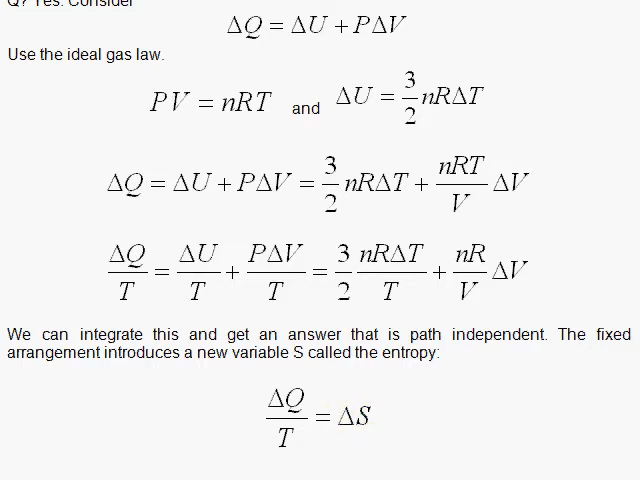 Q? Yes. Consider
ΔQ = ΔU + PΔV
Use the ideal gas law.
PV = nRT and ΔU = 3/2 nRΔT
ΔQ = ΔU + PΔV = 3/2 nRΔT + nRT/V ΔV
ΔQ/T = ΔU/T + PΔV/T = 3/2 nRΔT/T + nR/V ΔV
We can integrate this and get an answer that is path independent. The fixed
arrangement introduces a new variable S called the entropy:
ΔQ/T = ΔS